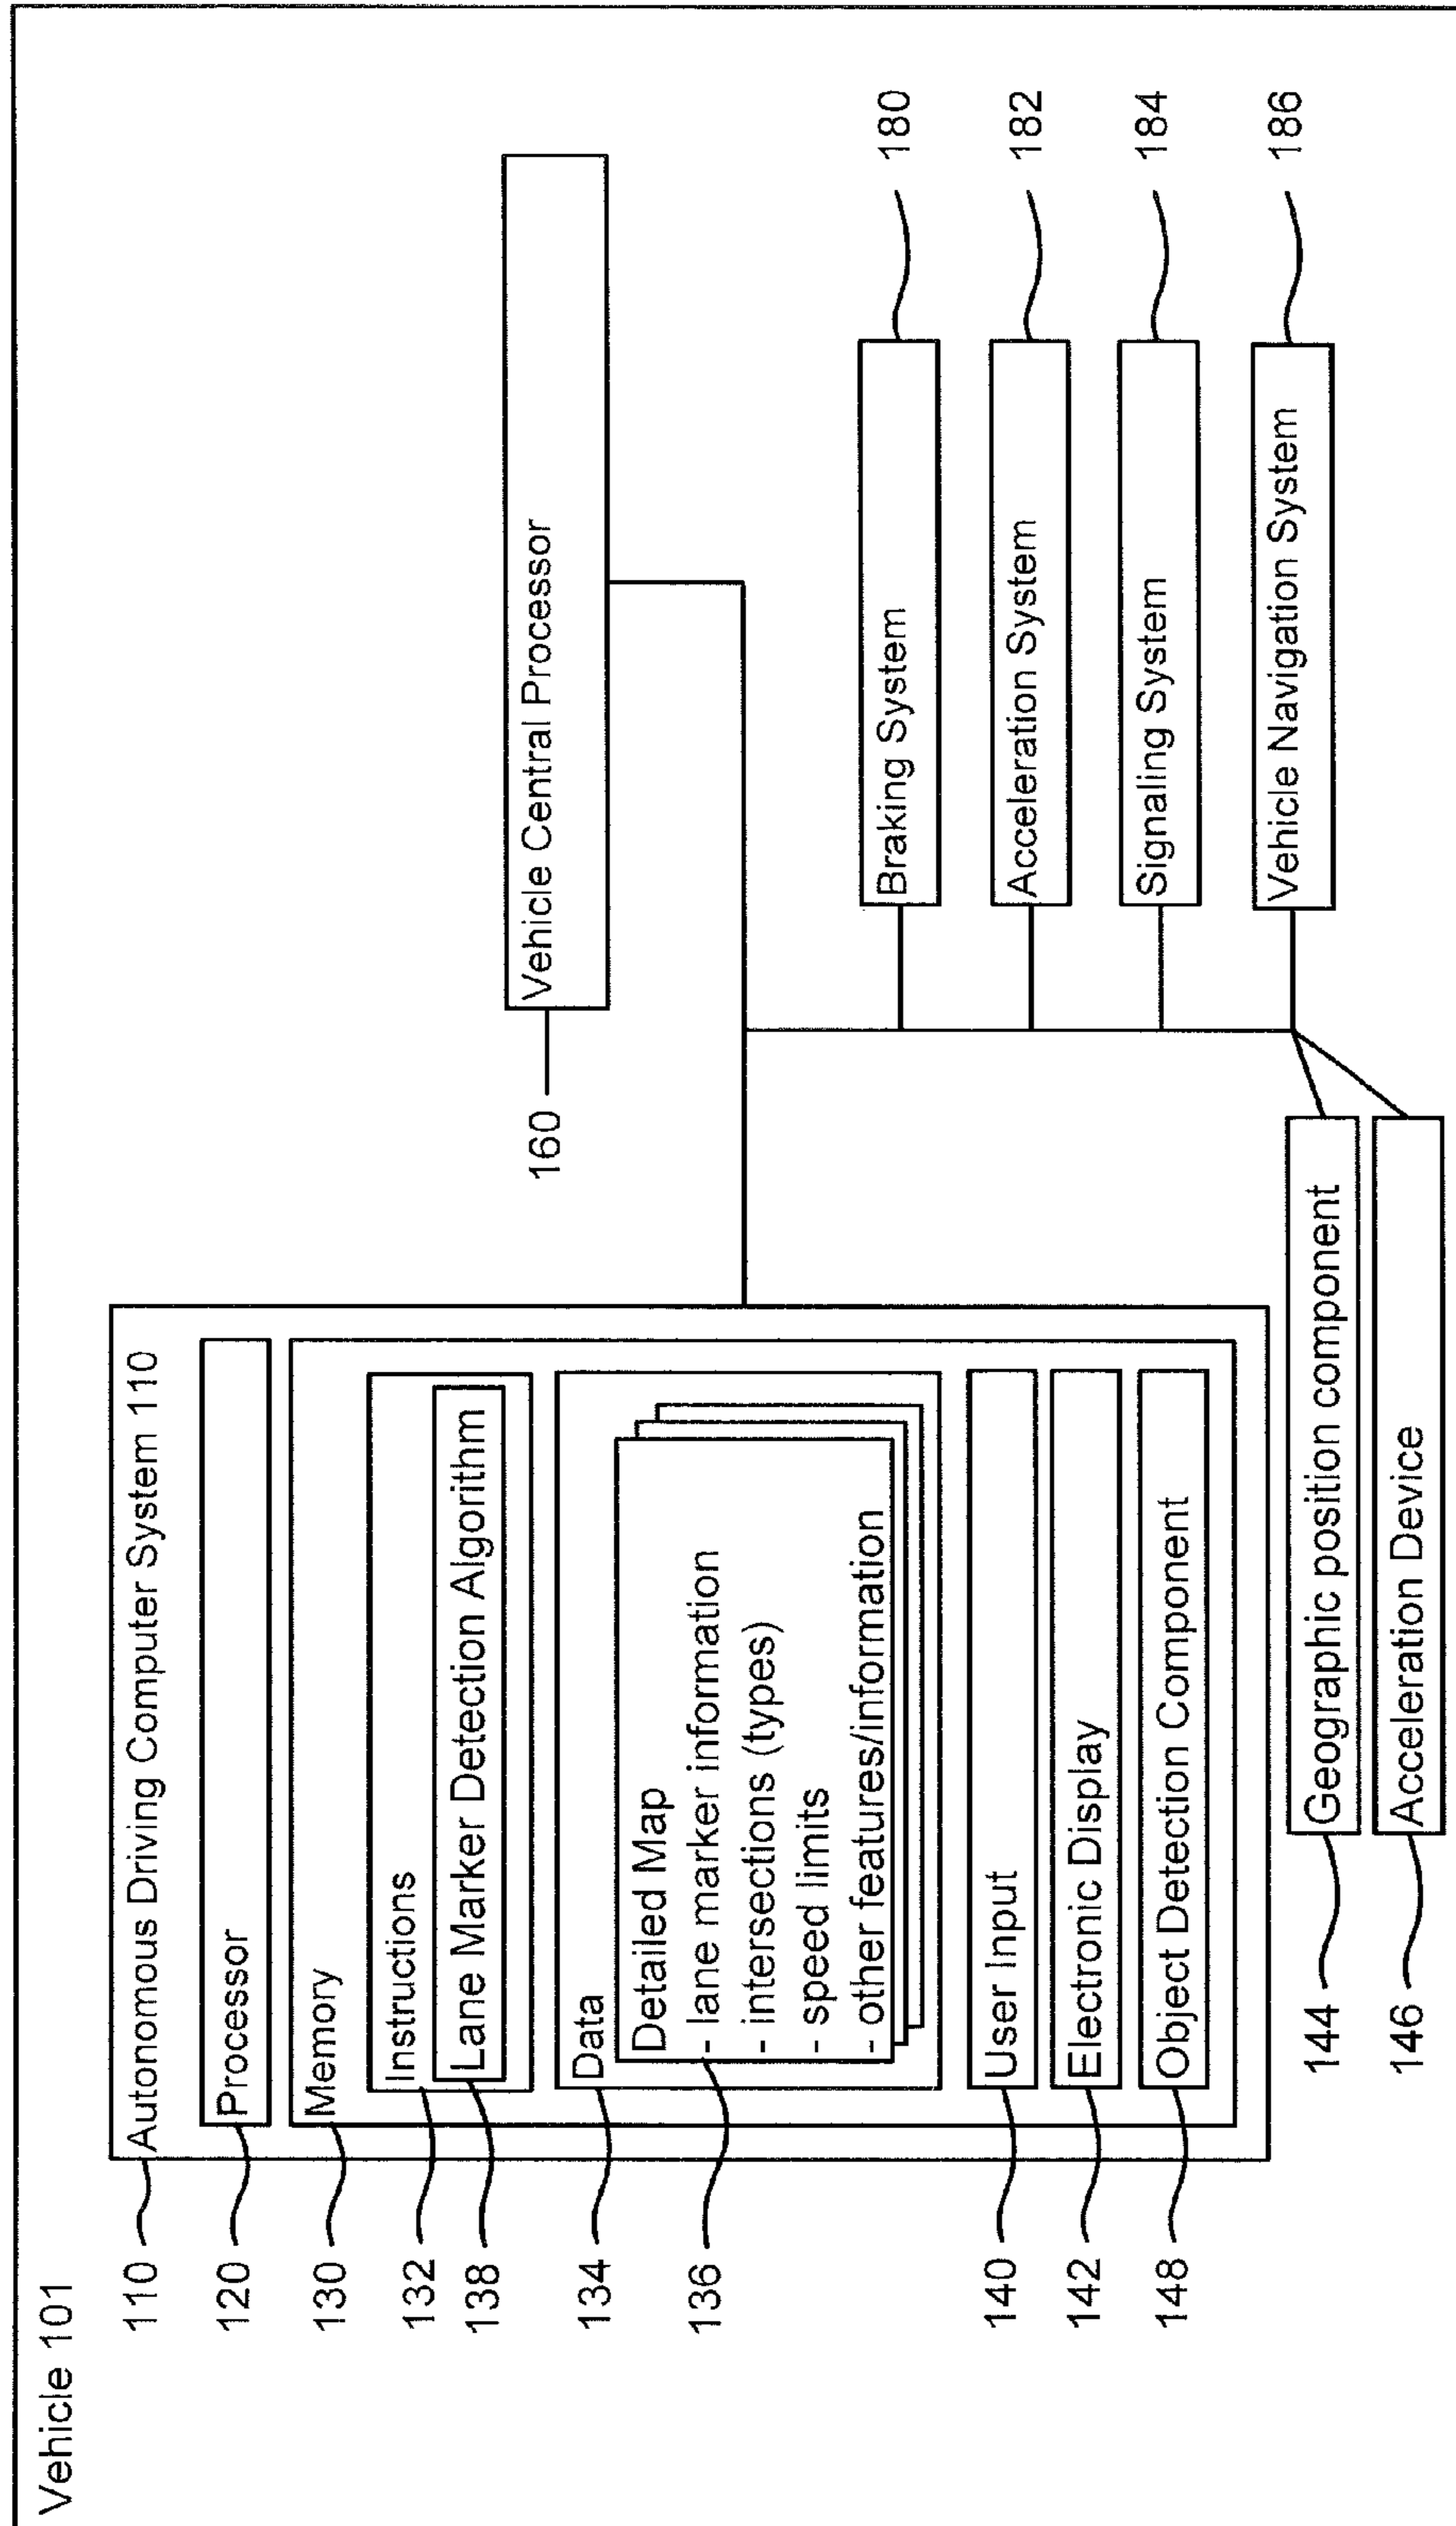 Vehicle 101
110
Autonomous Driving Computer System 110
120
Processor
130
Memory
132
Instructions
138
Lane Marker Detection Algorithm
134
Data
136
Detailed Map
- lane marker information
- intersections (types)
- speed limits
- other features/information
140
User Input
142
Electronic Display
148
Object Detection Component
144
Geographic position component
146
Acceleration Device
160
Vehicle Central Processor
Braking System
180
Acceleration System
182
Signaling System
184
Vehicle Navigation System
186